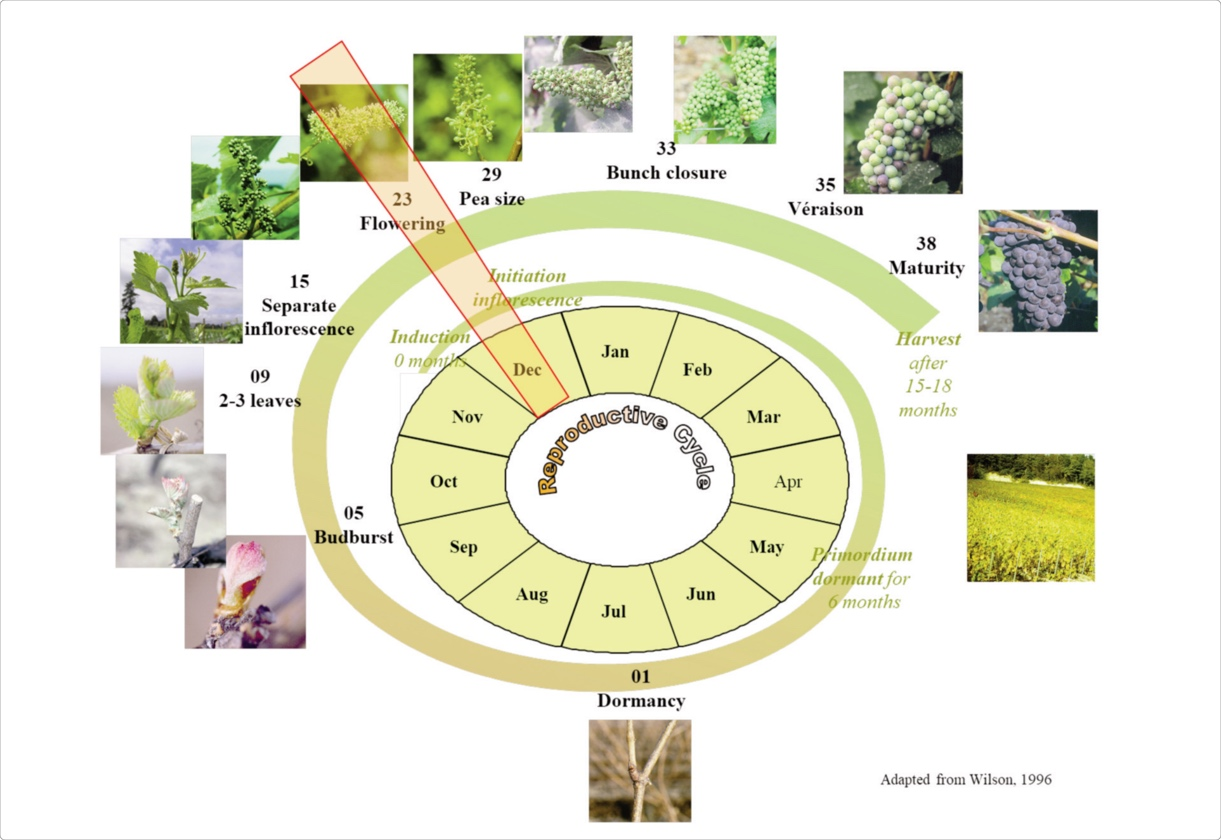 33
Bunch closure
29
Pea size
35
Véraison
23
Flowering
38
Maturity
15
Separate
inflorescence
Initiation
inflorescence
Induction
0 months
Harvest
after
15-18
months
09
2-3 leaves
05
Budburst
Jan
Feb
Mar
Apr
May
Jun
Jul
Aug
Sep
Oct
Nov
Dec
Reproductive Cycle
Primordium
dormant for
6 months
01
Dormancy
Adapted from Wilson, 1996